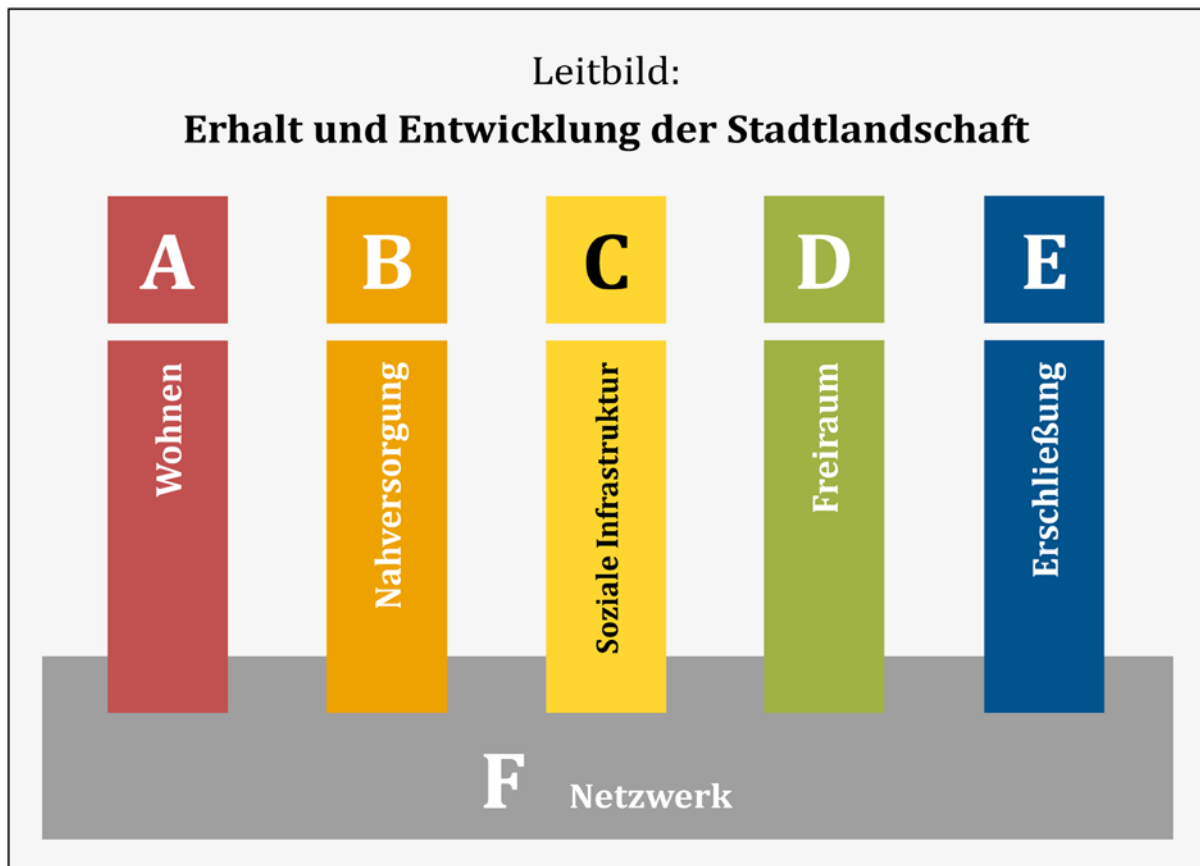 Leitbild:
Erhalt und Entwicklung der Stadtlandschaft
A
B
C
D
E
Wohnen
Nahversorgung
Soziale Infrastruktur
Freiraum
Erschließung
F Netzwerk